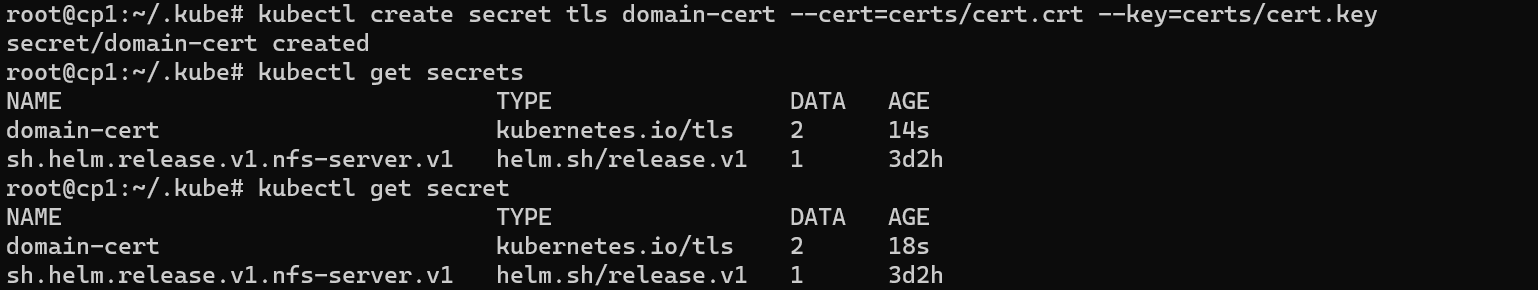 root@cp1:~/.kube# kubectl create secret tls domain-cert --cert=certs/cert.crt --key=certs/cert.key
secret/domain-cert created
root@cp1:~/.kube# kubectl get secrets
NAME                               TYPE                 DATA   AGE
domain-cert                        kubernetes.io/tls    2      14s
sh.helm.release.v1.nfs-server.v1   helm.sh/release.v1   1      3d2h
root@cp1:~/.kube# kubectl get secret
NAME                               TYPE                 DATA   AGE
domain-cert                        kubernetes.io/tls    2      18s
sh.helm.release.v1.nfs-server.v1   helm.sh/release.v1   1      3d2h